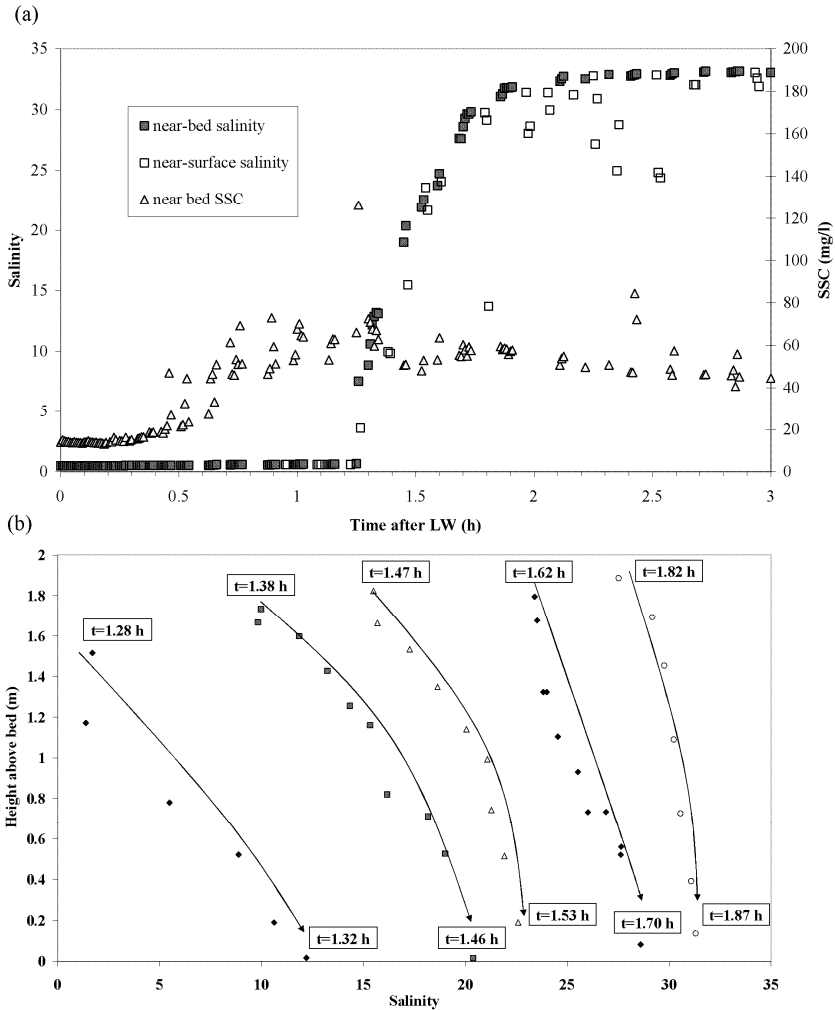 (a)
35
30
25
20
15
10
5
0
Salinity
200
180
160
140
120
100
80
60
40
20
0
SSC (mg/l)
near-bed salinity
near-surface salinity
near bed SSC
0 0.5 1 1.5 2 2.5 3
Time after LW (h)
(b)
2
1.8
1.6
1.4
1.2
1
0.8
0.6
0.4
0.2
0
Height above bed (m)
t=1.28 h
t=1.38 h
t=1.47 h
t=1.62 h
t=1.82 h
t=1.32 h
t=1.46 h
t=1.53 h
t=1.70 h
t=1.87 h
0 5 10 15 20 25 30 35
Salinity